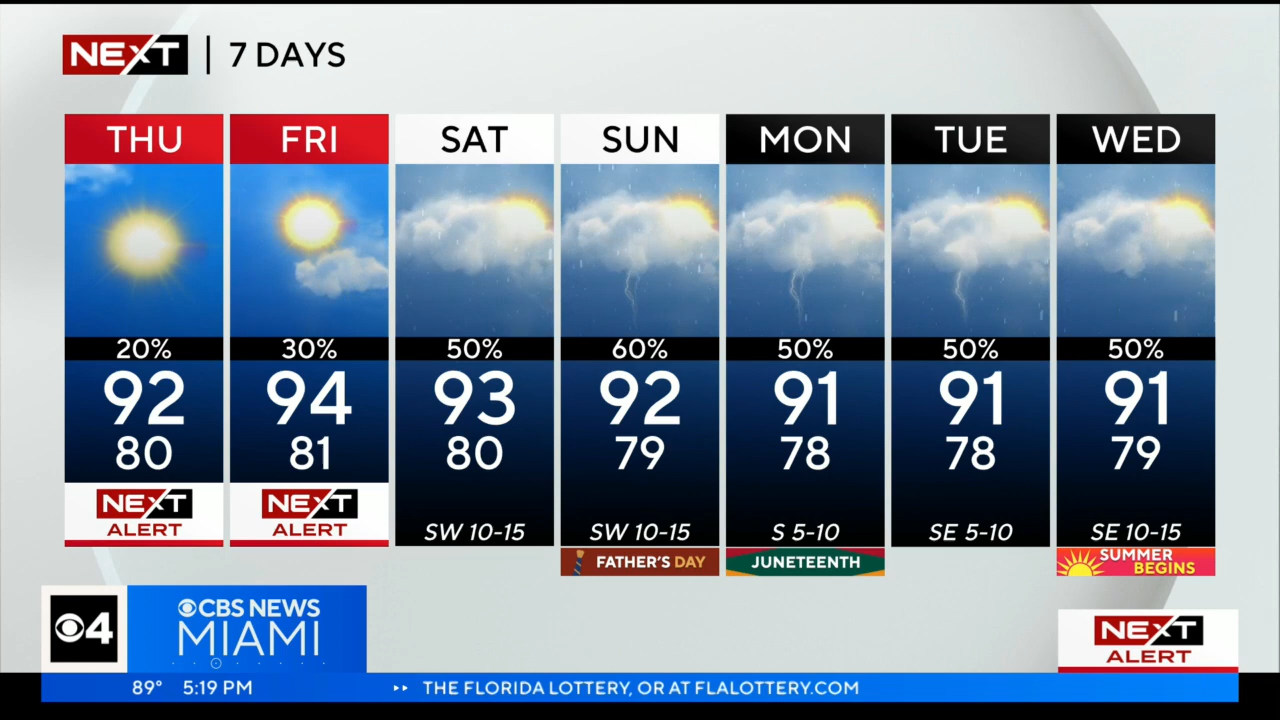 NEXT | 7 DAYS
THU FRI SAT SUN MON TUE WED
20% 30% 50% 60% 50% 50% 50%
92 94 93 92 91 91 91
80 81 80 79 78 78 79
NEXT NEXT
ALERT ALERT
SW 10-15 SW 10-15 S 5-10 SE 5-10 SE 10-15
FATHER'S DAY JUNETEENTH SUMMER
BEGINS
4 CBS NEWS
MIAMI
NEXT
ALERT
89° 5:19 PM THE FLORIDA LOTTERY, OR AT FLALOTTERY.COM